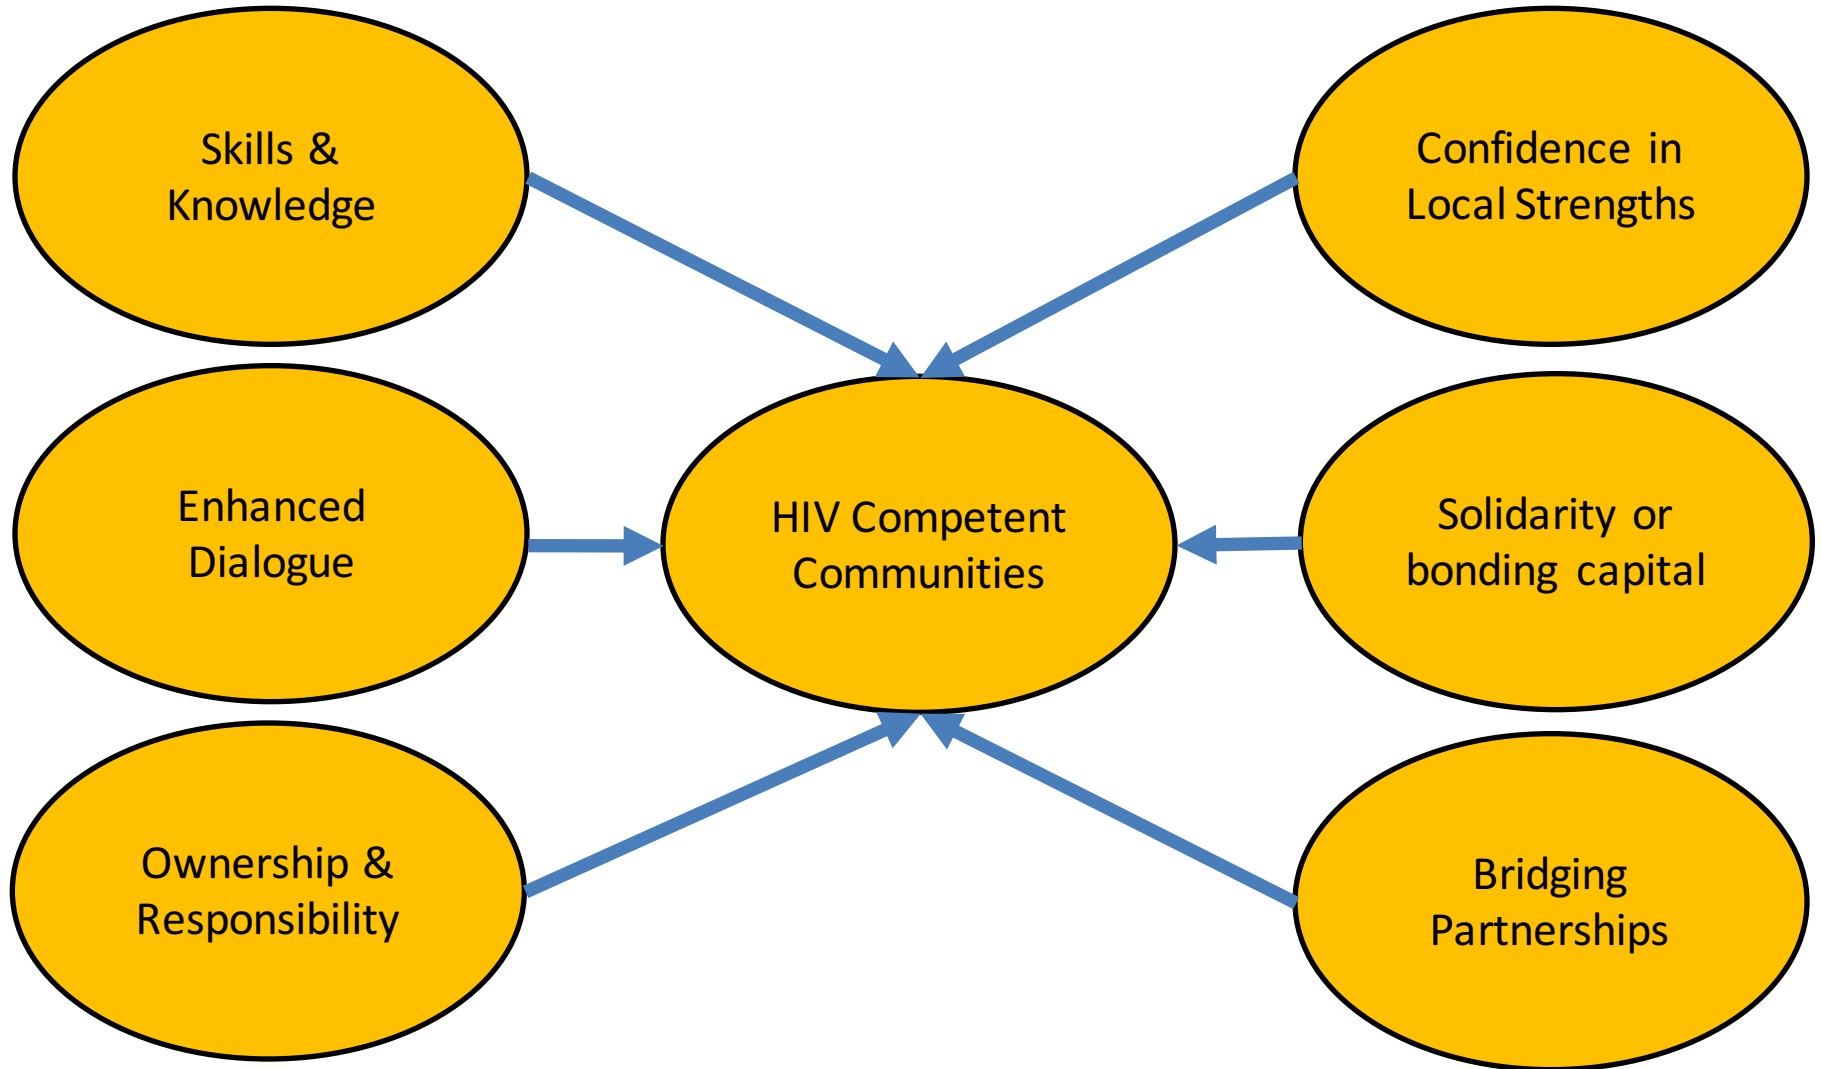 Skills &
Knowledge
Confidence in
Local Strengths
Enhanced
Dialogue
HIV Competent
Communities
Solidarity or
bonding capital
Ownership &
Responsibility
Bridging
Partnerships